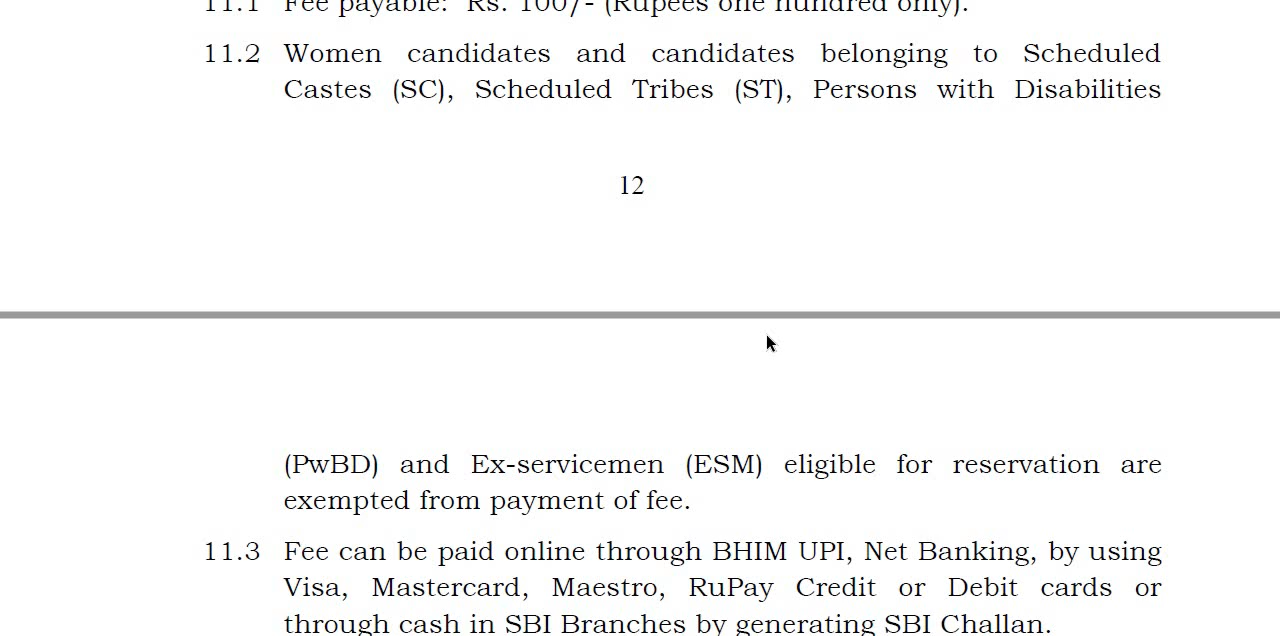 11.1 Fee payable: Rs. 100/- (Rupees one hundred only).
11.2 Women candidates and candidates belonging to Scheduled
Castes (SC), Scheduled Tribes (ST), Persons with Disabilities
12
(PwBD) and Ex-servicemen (ESM) eligible for reservation are
exempted from payment of fee.
11.3 Fee can be paid online through BHIM UPI, Net Banking, by using
Visa, Mastercard, Maestro, RuPay Credit or Debit cards or
through cash in SBI Branches by generating SBI Challan.